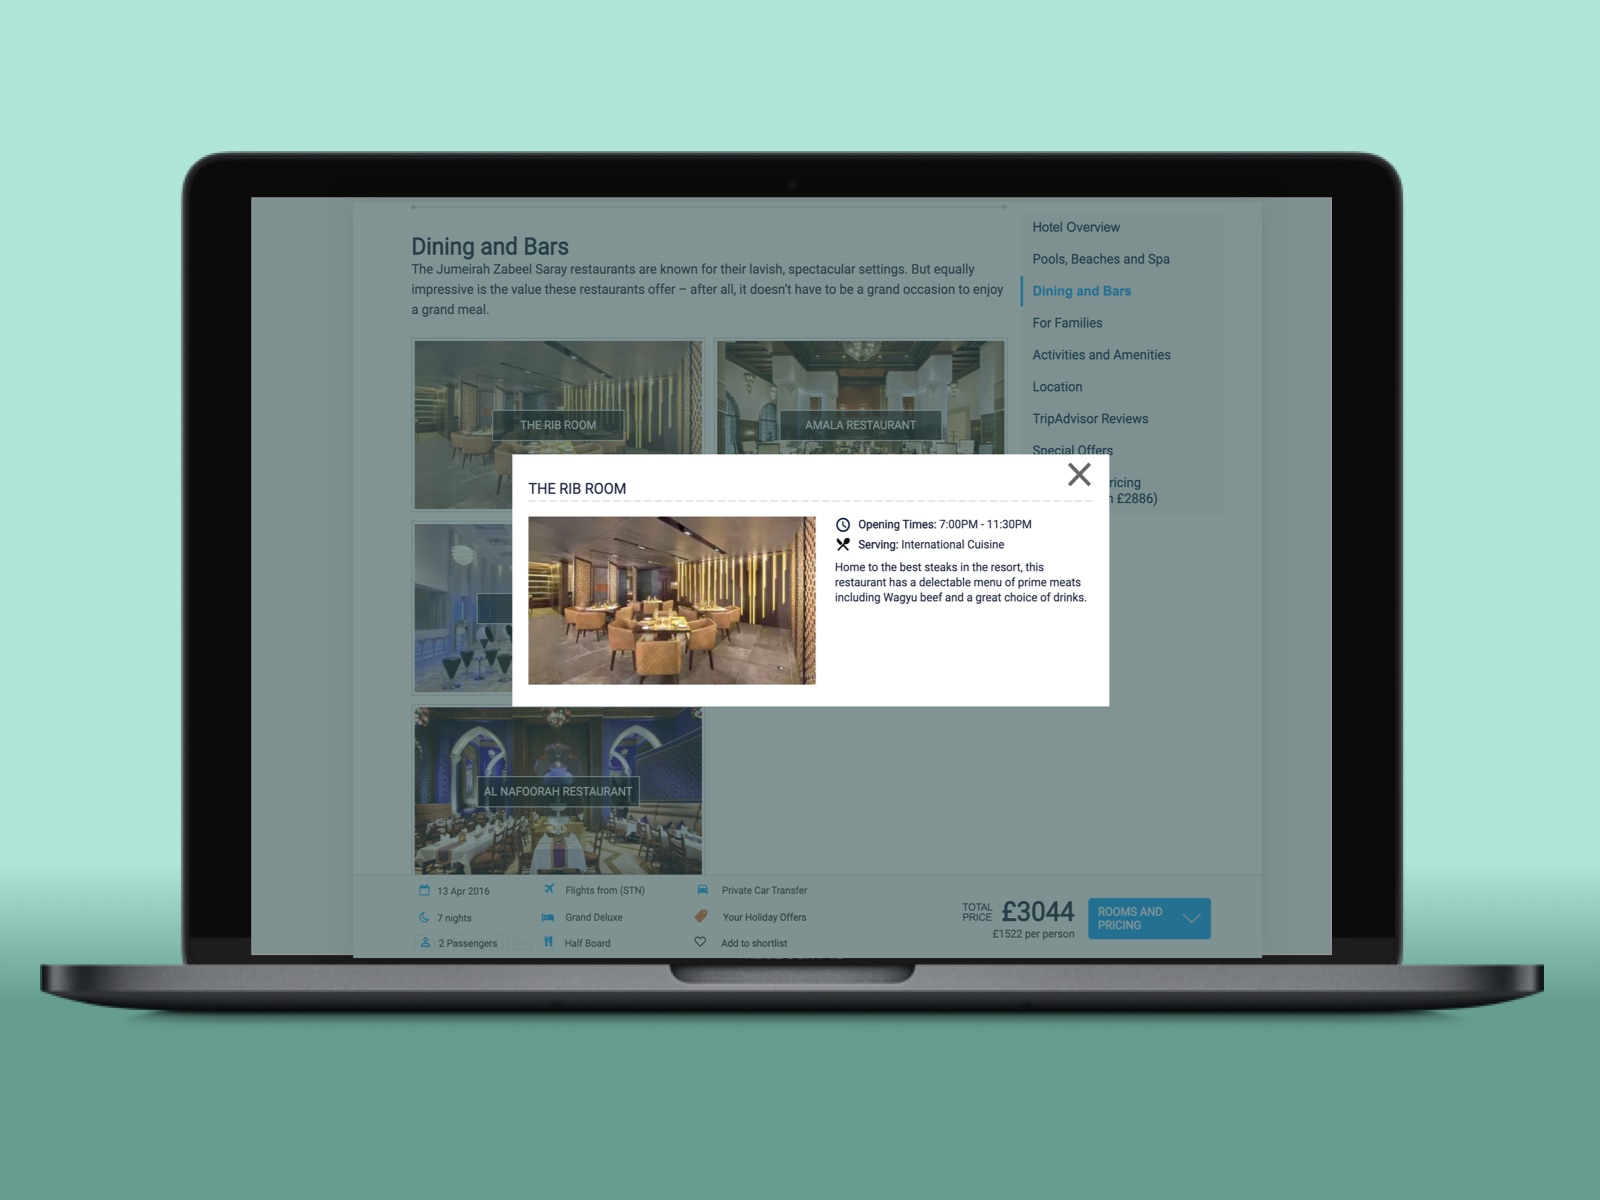 Dining and Bars
The Jumeirah Zabeel Saray restaurants are known for their lavish, spectacular settings. But equally
impressive is the value these restaurants offer – after all, it doesn't have to be a grand occasion to enjoy
a grand meal.
Hotel Overview
Pools, Beaches and Spa
Dining and Bars
For Families
Activities and Amenities
Location
TripAdvisor Reviews
Special Offers
£2886)
THE RIB ROOM
AMALA RESTAURANT
THE RIB ROOM
Opening Times: 7:00PM - 11:30PM
Serving: International Cuisine
Home to the best steaks in the resort, this
restaurant has a delectable menu of prime meats
including Wagyu beef and a great choice of drinks.
AL NAFOORAH RESTAURANT
13 Apr 2016
Flights from (STN)
Private Car Transfer
7 nights
Grand Deluxe
Your Holiday Offers
2 Passengers
Half Board
Add to shortlist
TOTAL
PRICE
£3044
£1522 per person
ROOMS AND
PRICING